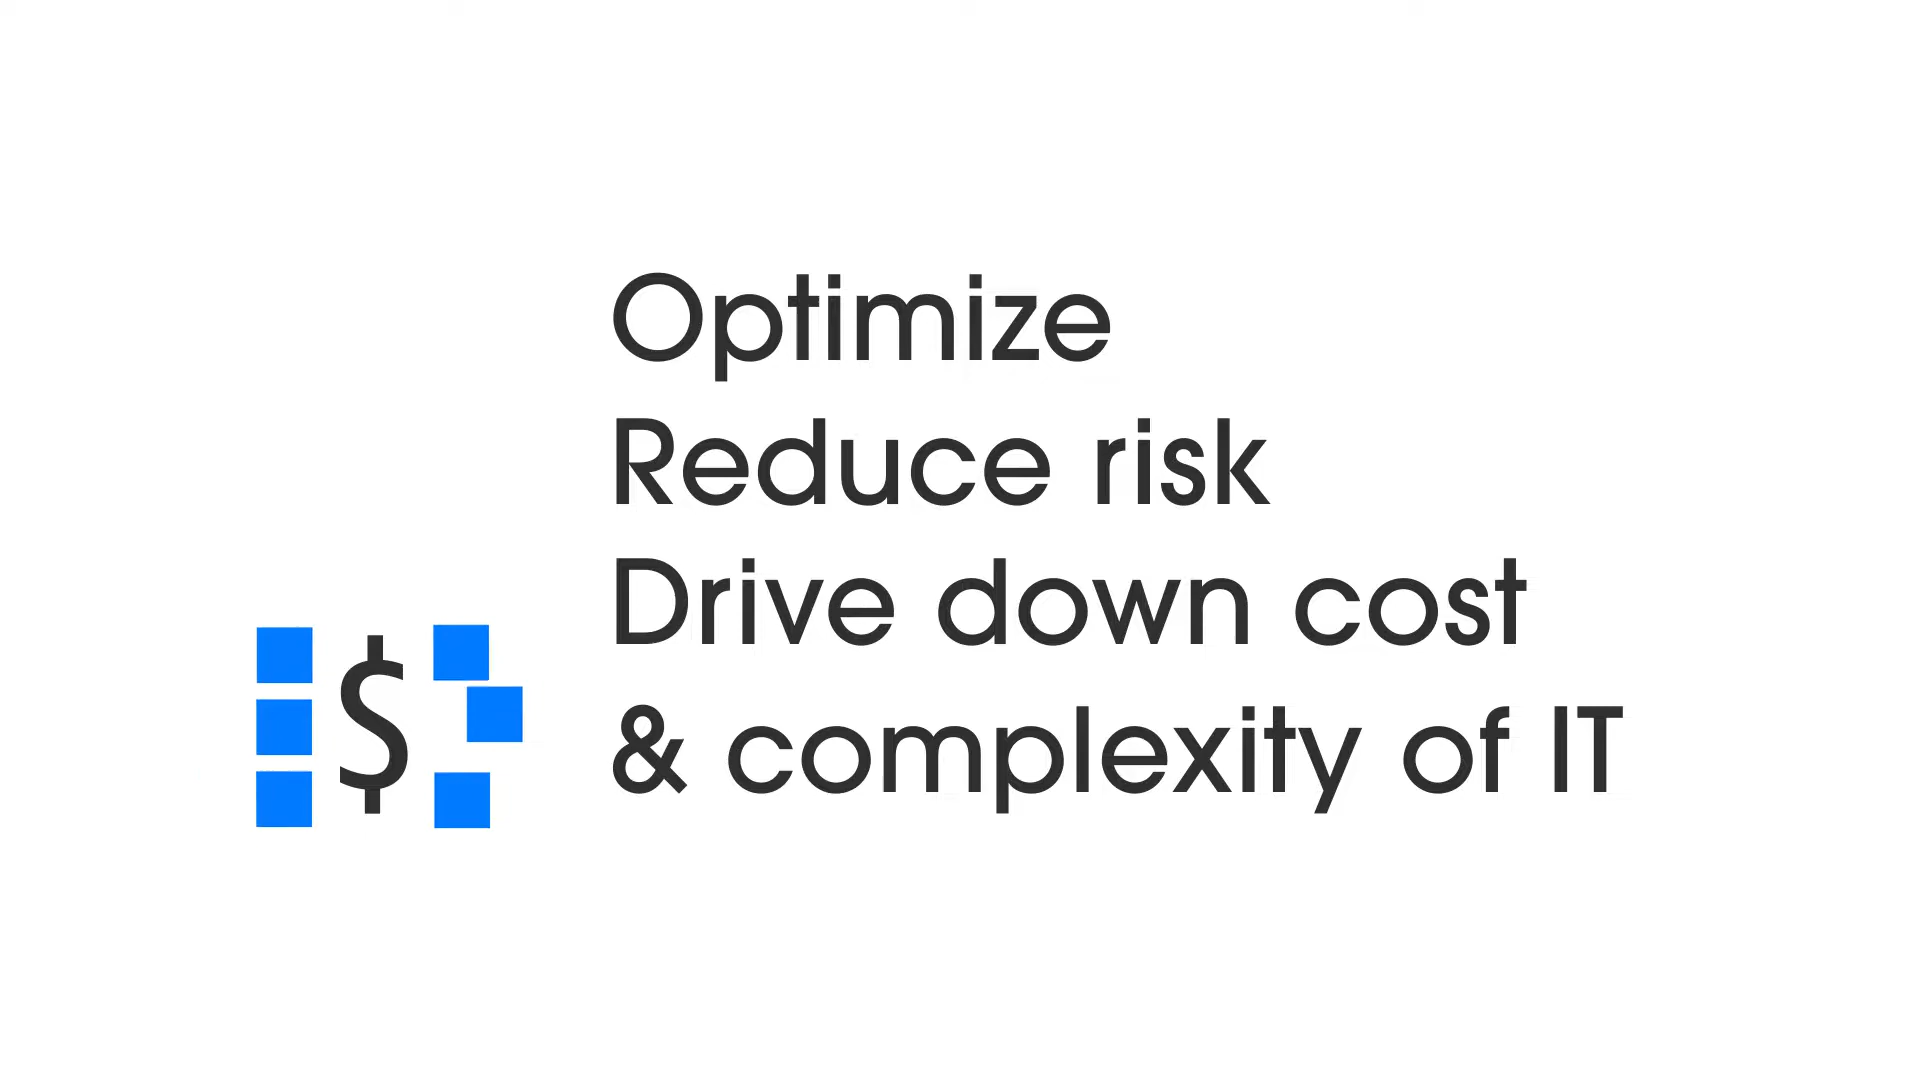 Optimize
Reduce risk
Drive down cost
$
& complexity of IT